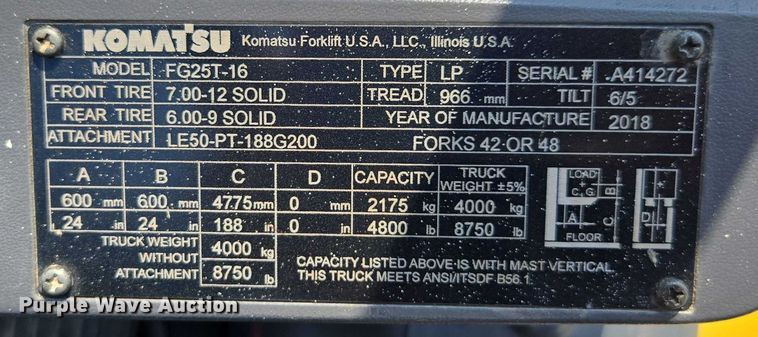 KOMATSU Komatsu Forklift U.S.A., LLC., Illinois U.S.A.
MODEL FG25T-16 TYPE LP SERIAL # A414272
FRONT TIRE 7.00-12 SOLID TREAD 966 mm TILT 6/5
REAR TIRE 6.00-9 SOLID YEAR OF MANUFACTURE 2018
ATTACHMENT LE50-PT-188G200 FORKS 42 OR 48
A B C D CAPACITY TRUCK WEIGHT ±5%
600 mm 600 mm 4775 mm 0 mm 2175 kg 4000 kg
24 in 24 in 188 in 0 in 4800 lb 8750 lb
TRUCK WEIGHT WITHOUT ATTACHMENT 4000 kg
8750 lb
LOAD
C G B
A C D
FLOOR
CAPACITY LISTED ABOVE IS WITH MAST VERTICAL.
THIS TRUCK MEETS ANSI/ITSDF B56.1.
Purple Wave Auction